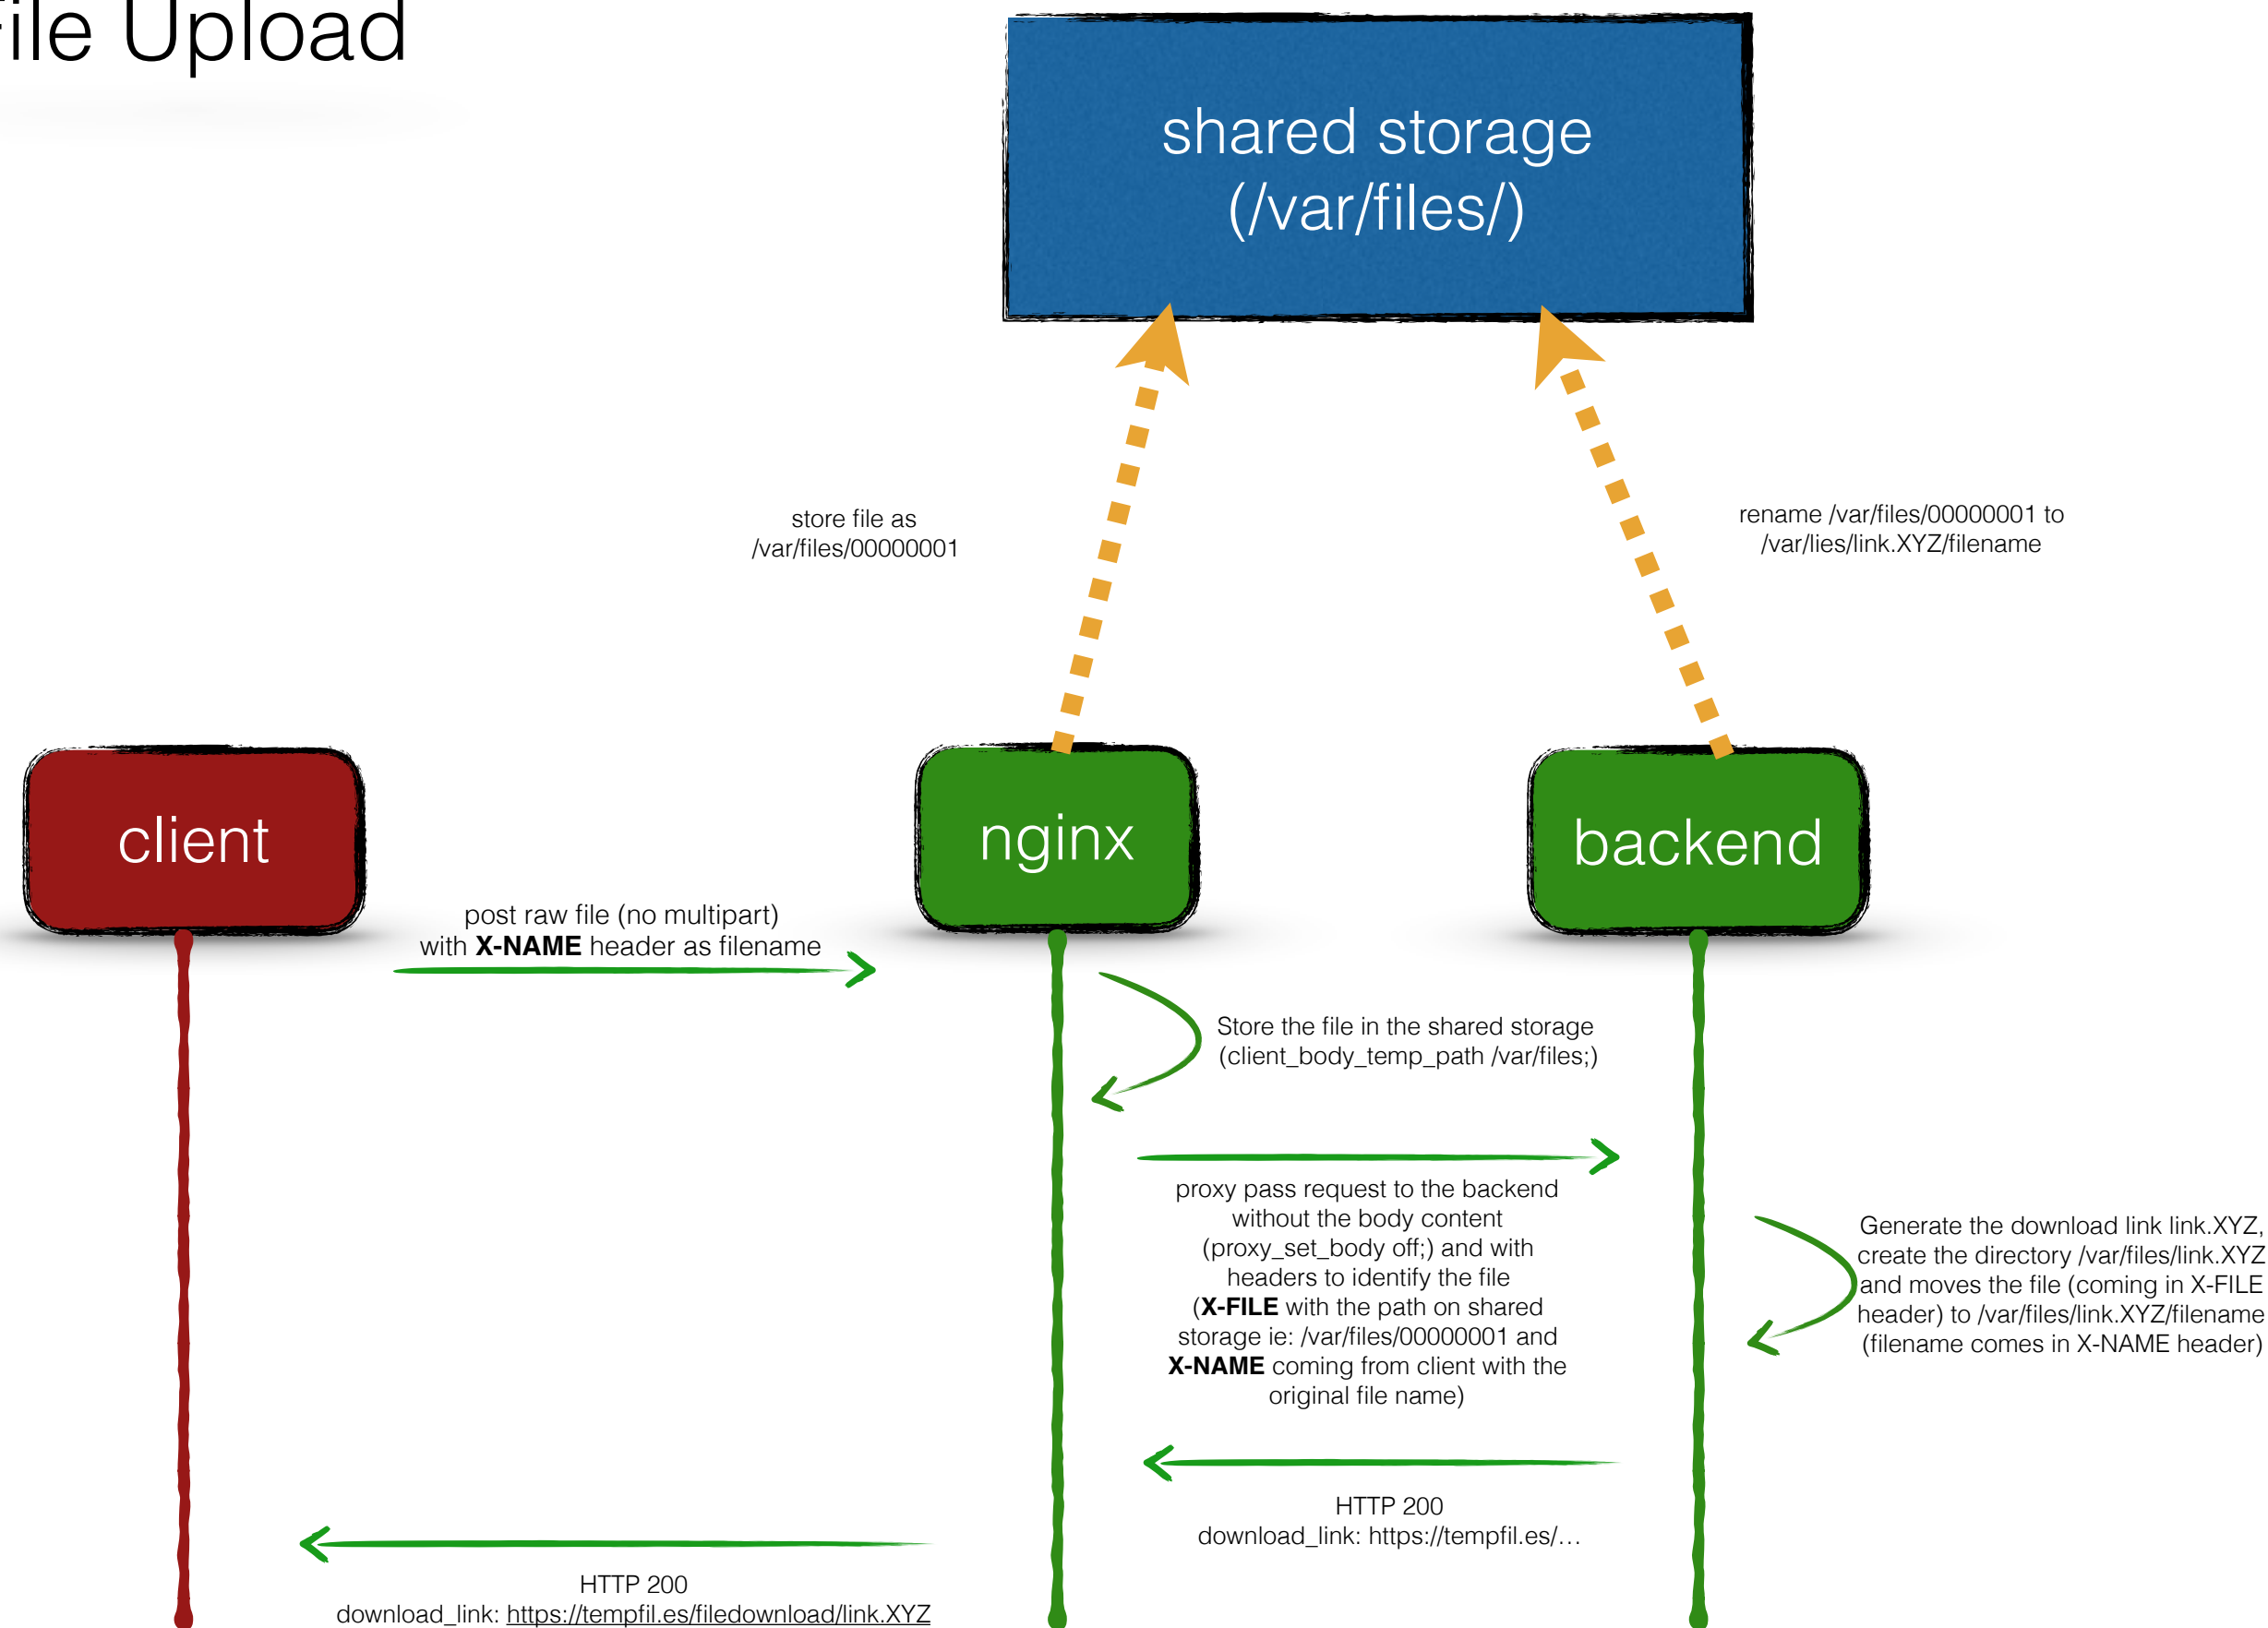 File Upload
shared storage
(/var/files/)
store file as
/var/files/00000001
rename /var/files/00000001 to
/var/lies/link.XYZ/filename
client
nginx
backend
post raw file (no multipart)
with X-NAME header as filename
Store the file in the shared storage
(client_body_temp_path /var/files;)
proxy pass request to the backend
without the body content
(proxy_set_body off;) and with
headers to identify the file
(X-FILE with the path on shared
storage ie: /var/files/00000001 and
X-NAME coming from client with the
original file name)
Generate the download link link.XYZ,
create the directory /var/files/link.XYZ
and moves the file (coming in X-FILE
header) to /var/files/link.XYZ/filename
(filename comes in X-NAME header)
HTTP 200
download_link: https://tempfil.es/…
HTTP 200
download_link: https://tempfil.es/filedownload/link.XYZ